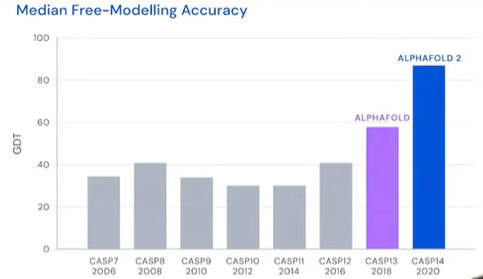 Median Free-Modelling Accuracy
100
80
60
40
20
0
GDT
ALPHAFOLD
ALPHAFOLD 2
CASP7 CASP8 CASP9 CASP10 CASP11 CASP12 CASP13 CASP14
2006 2008 2010 2012 2014 2016 2018 2020